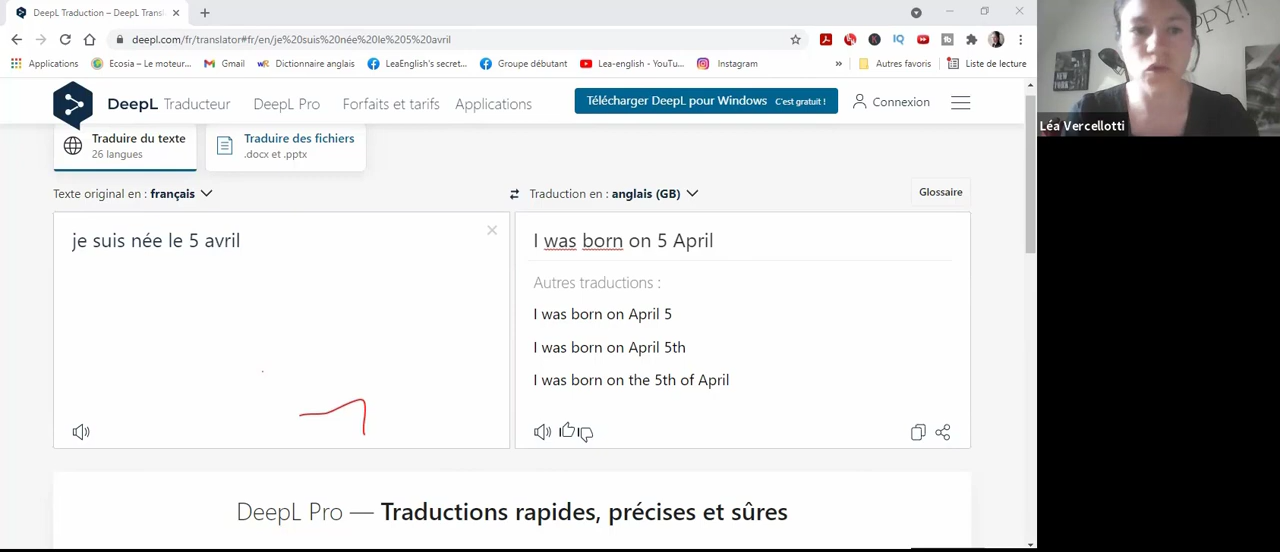 DeepL Traduction – DeepL Trans
deepl.com/fr/translator#fr/en/je%20suis%20née%20le%205%20avril
Applications
Ecosia – Le moteur...
Gmail
Dictionnaire anglais
LeaEnglish's secret...
Groupe débutant
Lea-english - YouTu...
Instagram
»
Autres favoris
Liste de lecture
DeepL Traducteur
DeepL Pro
Forfaits et tarifs
Applications
Télécharger DeepL pour Windows C'est gratuit !
Connexion
Traduire du texte
26 langues
Traduire des fichiers
.docx et .pptx
Texte original en : français
Traduction en : anglais (GB)
Glossaire
je suis née le 5 avril
I was born on 5 April
Autres traductions :
I was born on April 5
I was born on April 5th
I was born on the 5th of April
DeepL Pro — Traductions rapides, précises et sûres
PPY!!
NEW YORK
Léa Vercellotti